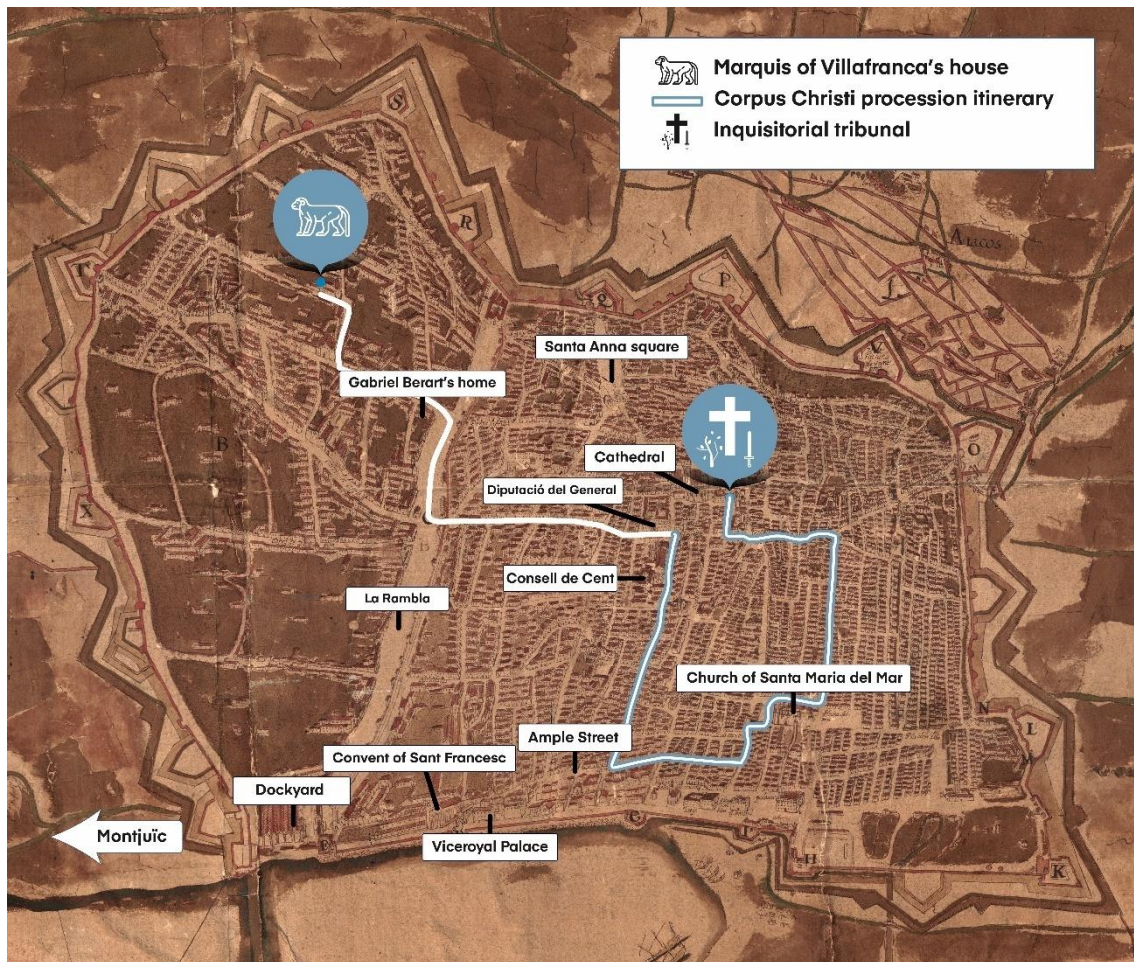 Marquis of Villafranca's house
Corpus Christi procession itinerary
Inquisitorial tribunal
S
R
T
P
Q
V
O
Santa Anna square
Gabriel Berart's home
B
Cathedral
Diputació del General
X
Consell de Cent
La Rambla
Church of Santa Maria del Mar
N
L
M
Ample Street
Convent of Sant Francesc
Dockyard
Montjuïc
Viceroyal Palace
E
C
I
H
K